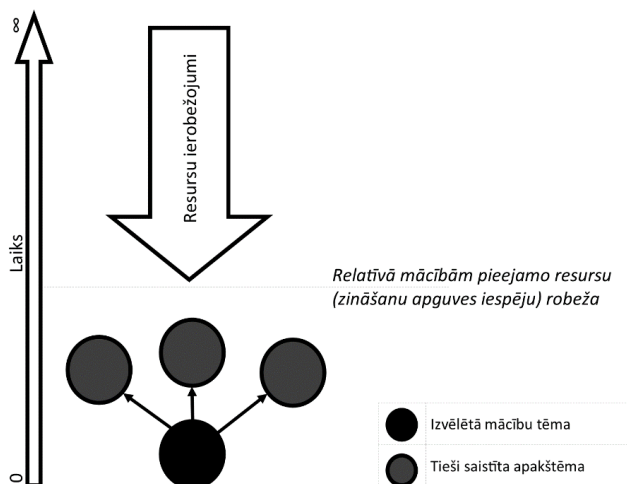 ∞
Resursu ierobežojumi
Laiks
Relatīvā mācībām pieejamo resursu
(zināšanu apguves iespēju) robeža
Izvēlētā mācību tēma
Tieši saistīta apakštēma
0